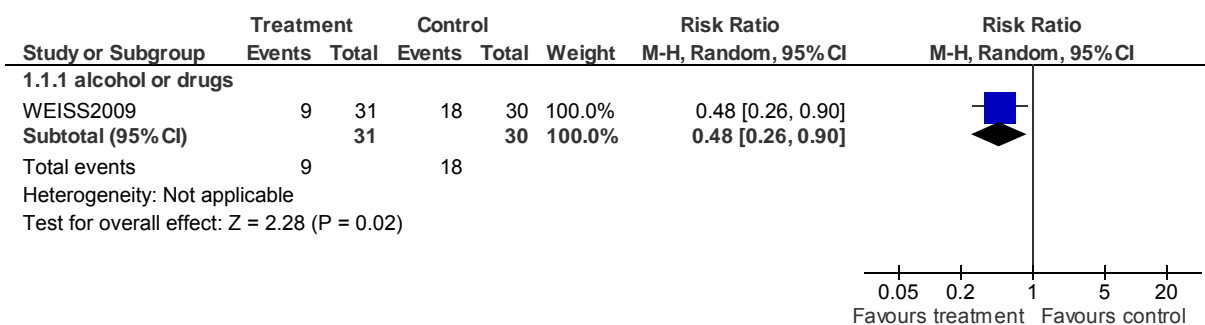 Treatment Control Risk Ratio Risk Ratio
Study or Subgroup Events Total Events Total Weight M-H, Random, 95% CI M-H, Random, 95% CI
1.1.1 alcohol or drugs
WEISS2009 9 31 18 30 100.0% 0.48 [0.26, 0.90]
Subtotal (95% CI) 31 30 100.0% 0.48 [0.26, 0.90]
Total events 9 18
Heterogeneity: Not applicable
Test for overall effect: Z = 2.28 (P = 0.02)
0.05 0.2 1 5 20
Favours treatment Favours control